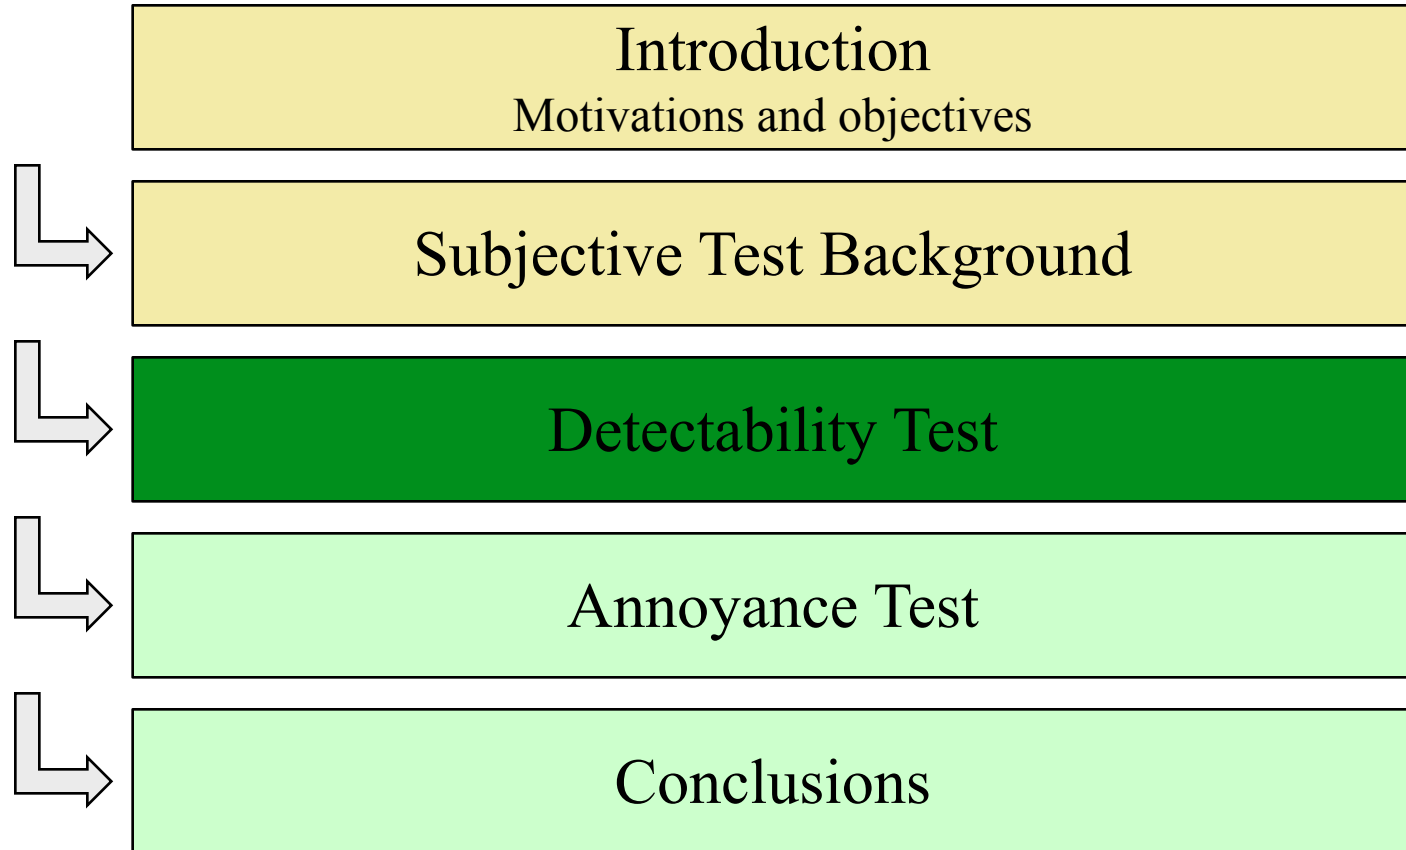 Introduction
Motivations and objectives
Subjective Test Background
Detectability Test
Annoyance Test
Conclusions